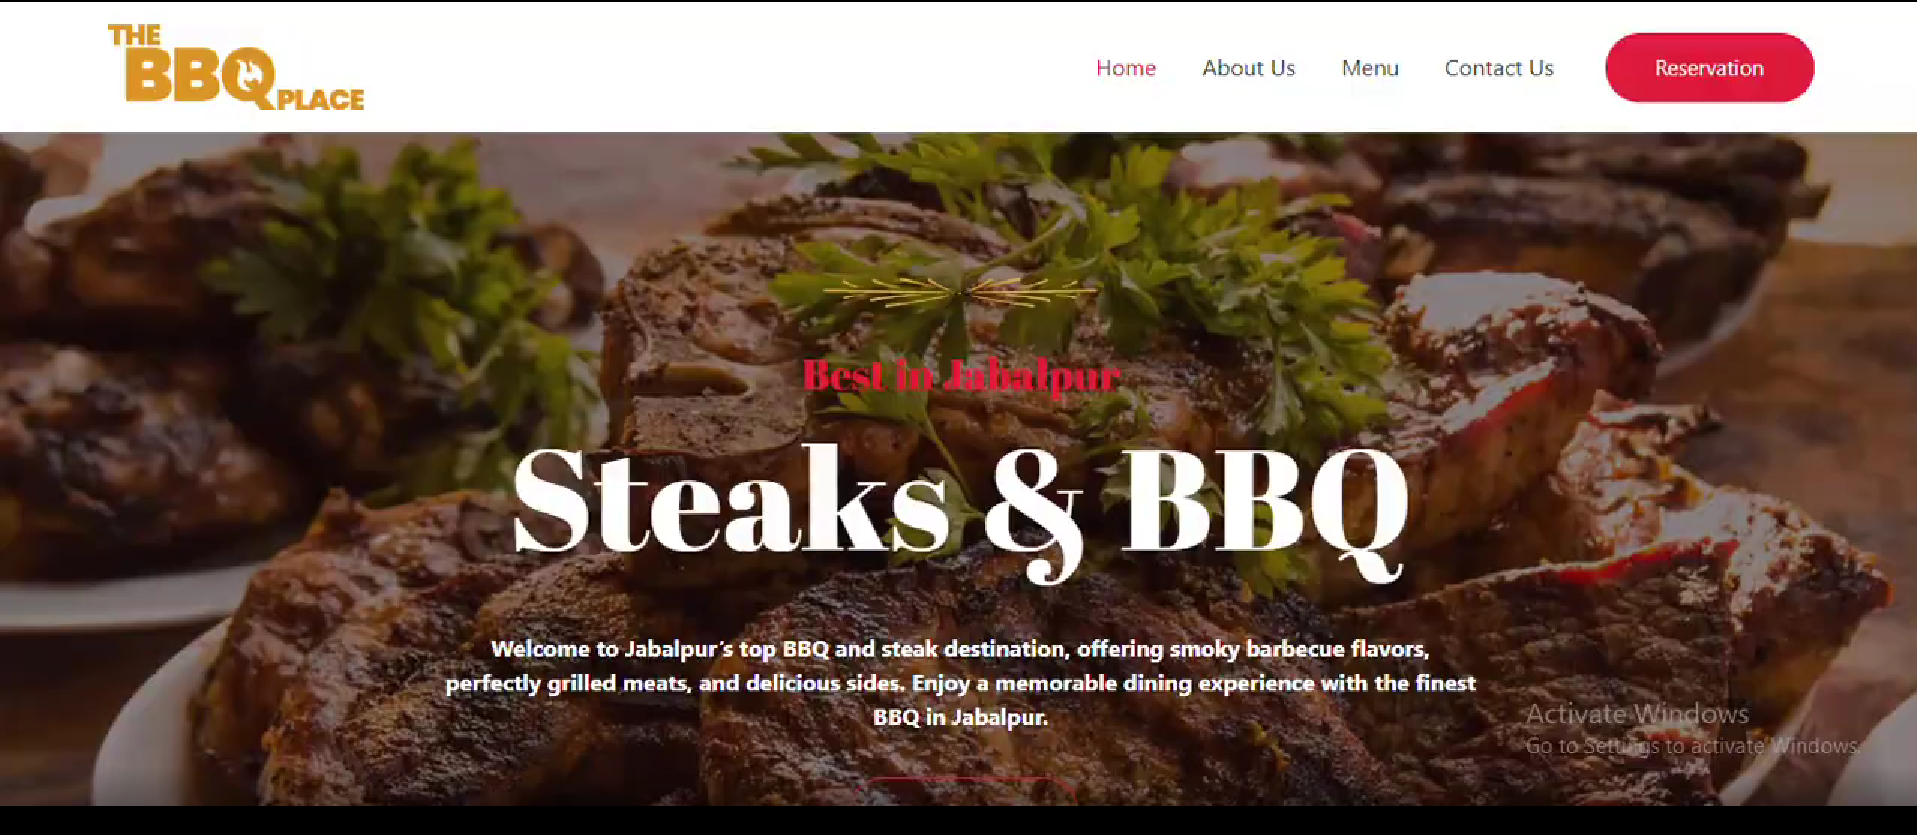 THE
BBQ
PLACE
Home About Us Menu Contact Us Reservation
Best in Jabalpur
Steaks & BBQ
Welcome to Jabalpur’s top BBQ and steak destination, offering smoky barbecue flavors,
perfectly grilled meats, and delicious sides. Enjoy a memorable dining experience with the finest
BBQ in Jabalpur.
Activate Windows
Go to Settings to activate Windows.